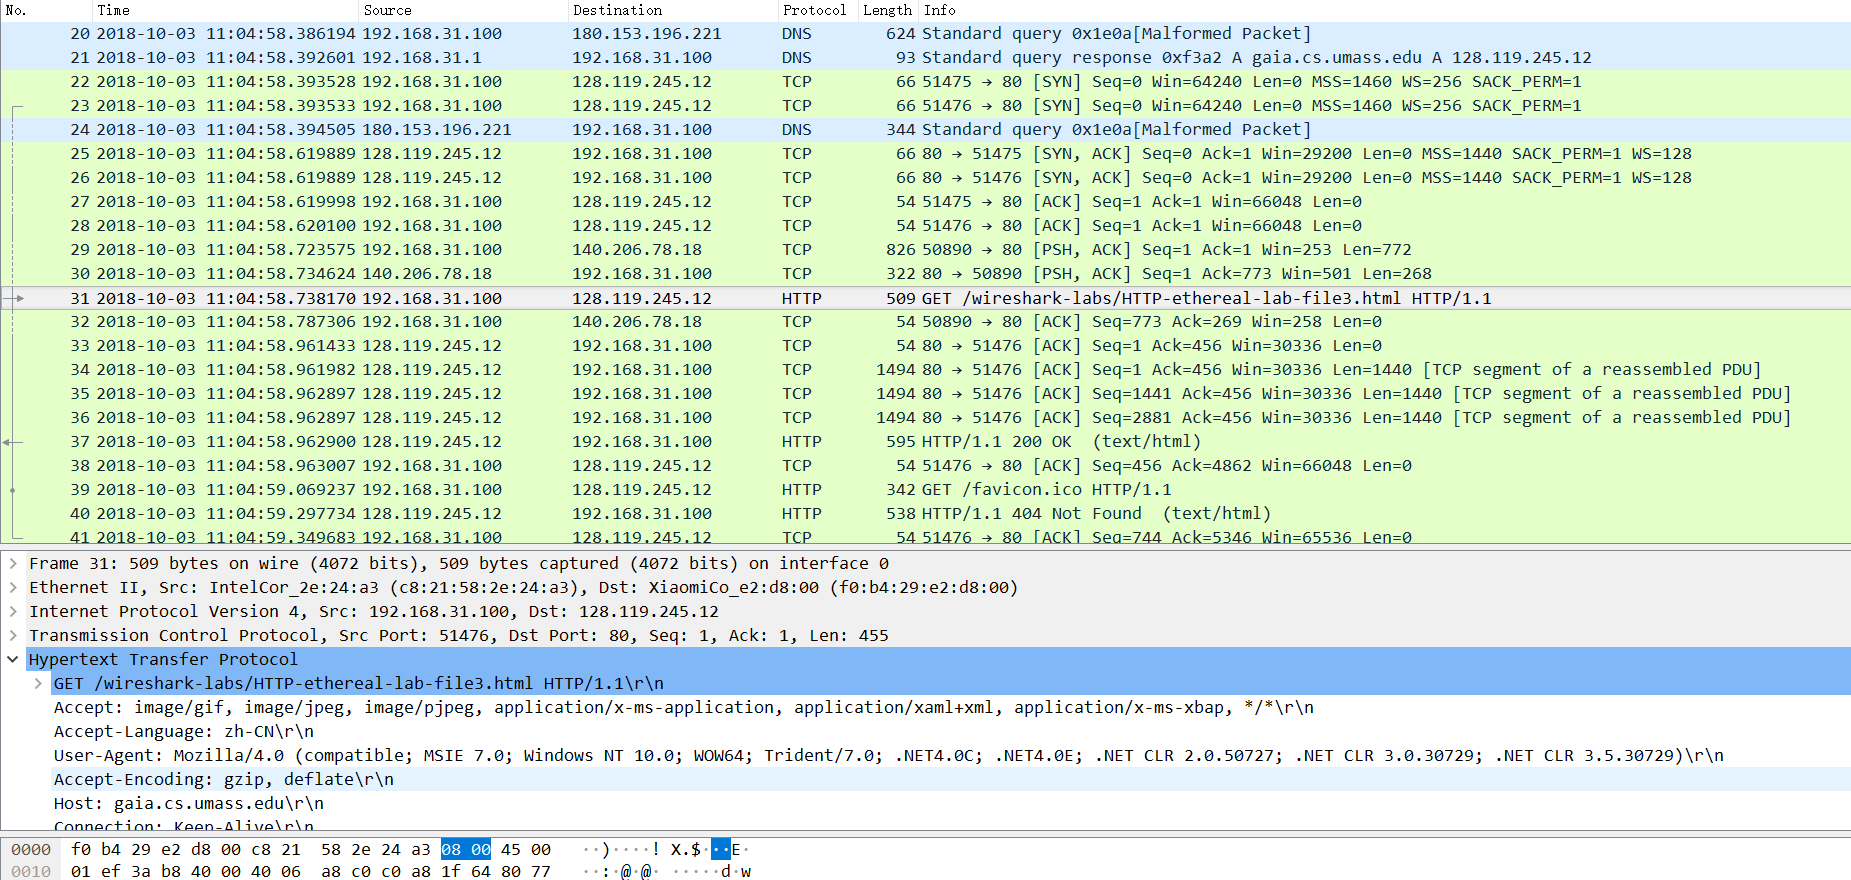 No. Time Source Destination Protocol Length Info
20 2018-10-03 11:04:58.386194 192.168.31.100 180.153.196.221 DNS 624 Standard query 0x1e0a[Malformed Packet]
21 2018-10-03 11:04:58.392601 192.168.31.1 192.168.31.100 DNS 93 Standard query response 0xf3a2 A gaia.cs.umass.edu A 128.119.245.12
22 2018-10-03 11:04:58.393528 192.168.31.100 128.119.245.12 TCP 66 51475 → 80 [SYN] Seq=0 Win=64240 Len=0 MSS=1460 WS=256 SACK_PERM=1
23 2018-10-03 11:04:58.393533 192.168.31.100 128.119.245.12 TCP 66 51476 → 80 [SYN] Seq=0 Win=64240 Len=0 MSS=1460 WS=256 SACK_PERM=1
24 2018-10-03 11:04:58.394505 180.153.196.221 192.168.31.100 DNS 344 Standard query 0x1e0a[Malformed Packet]
25 2018-10-03 11:04:58.619889 128.119.245.12 192.168.31.100 TCP 66 80 → 51475 [SYN, ACK] Seq=0 Ack=1 Win=29200 Len=0 MSS=1440 SACK_PERM=1 WS=128
26 2018-10-03 11:04:58.619889 128.119.245.12 192.168.31.100 TCP 66 80 → 51476 [SYN, ACK] Seq=0 Ack=1 Win=29200 Len=0 MSS=1440 SACK_PERM=1 WS=128
27 2018-10-03 11:04:58.619998 192.168.31.100 128.119.245.12 TCP 54 51475 → 80 [ACK] Seq=1 Ack=1 Win=66048 Len=0
28 2018-10-03 11:04:58.620100 192.168.31.100 128.119.245.12 TCP 54 51476 → 80 [ACK] Seq=1 Ack=1 Win=66048 Len=0
29 2018-10-03 11:04:58.723575 192.168.31.100 140.206.78.18 TCP 826 50890 → 80 [PSH, ACK] Seq=1 Ack=1 Win=253 Len=772
30 2018-10-03 11:04:58.734624 140.206.78.18 192.168.31.100 TCP 322 80 → 50890 [PSH, ACK] Seq=1 Ack=773 Win=501 Len=268
31 2018-10-03 11:04:58.738170 192.168.31.100 128.119.245.12 HTTP 509 GET /wireshark-labs/HTTP-ethereal-lab-file3.html HTTP/1.1
32 2018-10-03 11:04:58.787306 192.168.31.100 140.206.78.18 TCP 54 50890 → 80 [ACK] Seq=773 Ack=269 Win=258 Len=0
33 2018-10-03 11:04:58.961433 128.119.245.12 192.168.31.100 TCP 54 80 → 51476 [ACK] Seq=1 Ack=456 Win=30336 Len=0
34 2018-10-03 11:04:58.961982 128.119.245.12 192.168.31.100 TCP 1494 80 → 51476 [ACK] Seq=1 Ack=456 Win=30336 Len=1440 [TCP segment of a reassembled PDU]
35 2018-10-03 11:04:58.962897 128.119.245.12 192.168.31.100 TCP 1494 80 → 51476 [ACK] Seq=1441 Ack=456 Win=30336 Len=1440 [TCP segment of a reassembled PDU]
36 2018-10-03 11:04:58.962897 128.119.245.12 192.168.31.100 TCP 1494 80 → 51476 [ACK] Seq=2881 Ack=456 Win=30336 Len=1440 [TCP segment of a reassembled PDU]
37 2018-10-03 11:04:58.962900 128.119.245.12 192.168.31.100 HTTP 595 HTTP/1.1 200 OK (text/html)
38 2018-10-03 11:04:58.963007 192.168.31.100 128.119.245.12 TCP 54 51476 → 80 [ACK] Seq=456 Ack=4862 Win=66048 Len=0
39 2018-10-03 11:04:59.069237 192.168.31.100 128.119.245.12 HTTP 342 GET /favicon.ico HTTP/1.1
40 2018-10-03 11:04:59.297734 128.119.245.12 192.168.31.100 HTTP 538 HTTP/1.1 404 Not Found (text/html)
41 2018-10-03 11:04:59.349683 192.168.31.100 128.119.245.12 TCP 54 51476 → 80 [ACK] Seq=744 Ack=5346 Win=65536 Len=0
Frame 31: 509 bytes on wire (4072 bits), 509 bytes captured (4072 bits) on interface 0
Ethernet II, Src: IntelCor_2e:24:a3 (c8:21:58:2e:24:a3), Dst: XiaomiCo_e2:d8:00 (f0:b4:29:e2:d8:00)
Internet Protocol Version 4, Src: 192.168.31.100, Dst: 128.119.245.12
Transmission Control Protocol, Src Port: 51476, Dst Port: 80, Seq: 1, Ack: 1, Len: 455
Hypertext Transfer Protocol
GET /wireshark-labs/HTTP-ethereal-lab-file3.html HTTP/1.1\r\n
Accept: image/gif, image/jpeg, image/pjpeg, application/x-ms-application, application/xaml+xml, application/x-ms-xbap, */*\r\n
Accept-Language: zh-CN\r\n
User-Agent: Mozilla/4.0 (compatible; MSIE 7.0; Windows NT 10.0; WOW64; Trident/7.0; .NET4.0C; .NET4.0E; .NET CLR 2.0.50727; .NET CLR 3.0.30729; .NET CLR 3.5.30729)\r\n
Accept-Encoding: gzip, deflate\r\n
Host: gaia.cs.umass.edu\r\n
Connection: Keep-Alive\r\n
0000 f0 b4 29 e2 d8 00 c8 21 58 2e 24 a3 08 00 45 00 ··)····! X.$···E·
0010 01 ef 3a b8 40 00 40 06 a8 c0 c0 a8 1f 64 80 77 ··:·@·@· ·····d·w